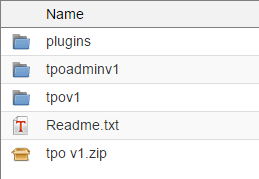 Name
plugins
tpoadminv1
tpov1
Readme.txt
tpo v1.zip